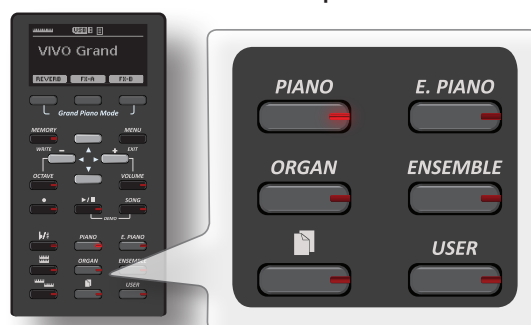 USB
VIVO Grand
REVERB FX-A FX-B
Grand Piano Mode
MEMORY MENU
WRITE EXIT
OCTAVE VOLUME
SONG
DEMO
PIANO E. PIANO
ORGAN ENSEMBLE
USER
PIANO E. PIANO
ORGAN ENSEMBLE
USER